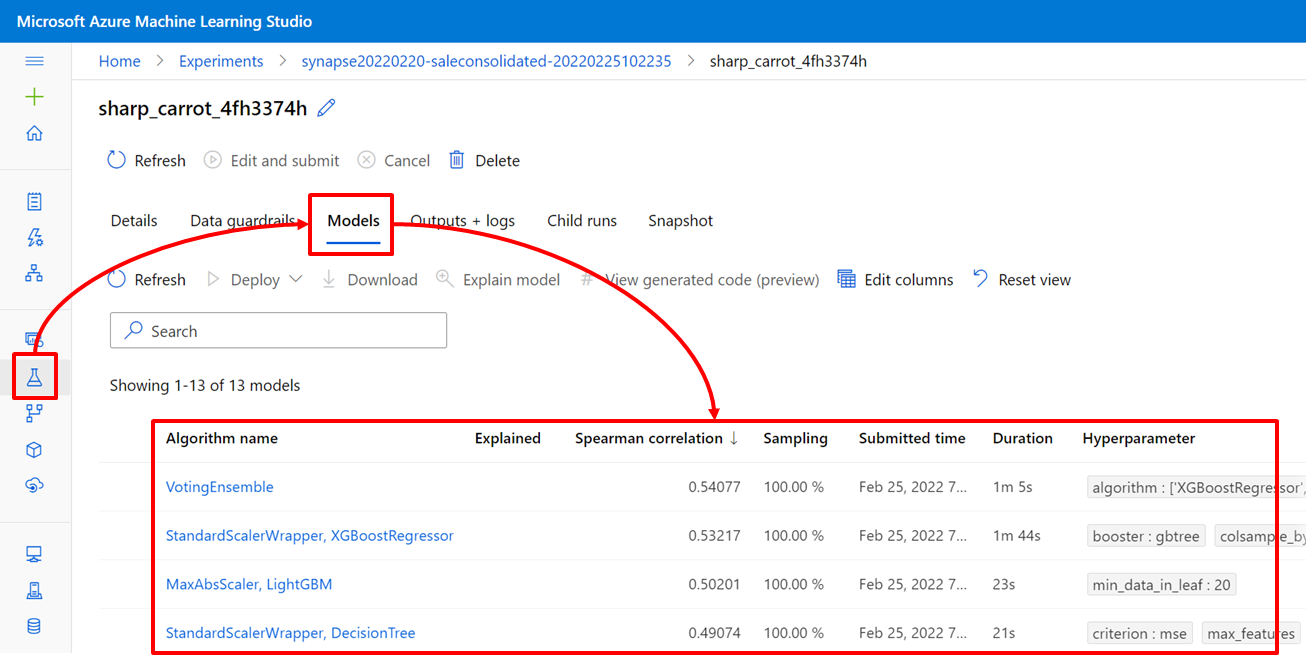 Microsoft Azure Machine Learning Studio
Home > Experiments > synapse20220220-saleconsolidated-20220225102235 > sharp_carrot_4fh3374h
sharp_carrot_4fh3374h
Refresh Edit and submit Cancel Delete
Details Data guardrails Models Outputs + logs Child runs Snapshot
Refresh Deploy Download Explain model # View generated code (preview) Edit columns Reset view
Search
Showing 1-13 of 13 models
Algorithm name Explained Spearman correlation ↓ Sampling Submitted time Duration Hyperparameter
VotingEnsemble 0.54077 100.00 % Feb 25, 2022 7... 1m 5s algorithm : ['XGBoostRegressor',
StandardScalerWrapper, XGBoostRegressor 0.53217 100.00 % Feb 25, 2022 7... 1m 44s booster : gbtree colsample_by
MaxAbsScaler, LightGBM 0.50201 100.00 % Feb 25, 2022 7... 23s min_data_in_leaf : 20
StandardScalerWrapper, DecisionTree 0.49074 100.00 % Feb 25, 2022 7... 21s criterion : mse max_features